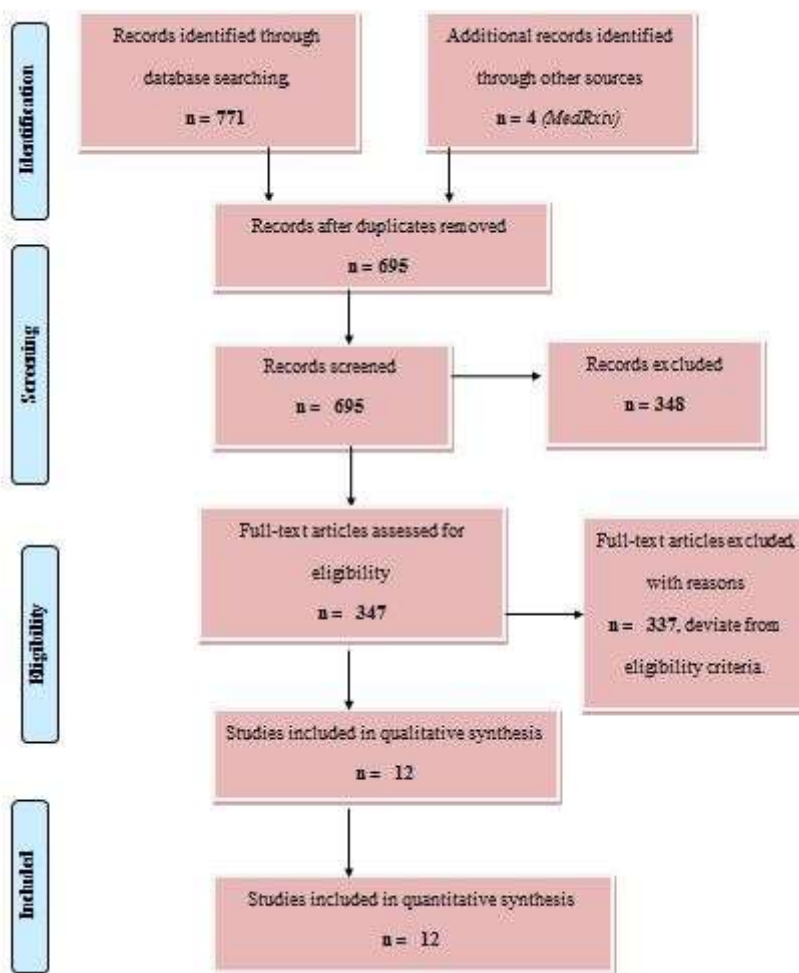 Identification
Records identified through
database searching,
n = 771
Additional records identified
through other sources
n = 4 (MedRxiv)
Records after duplicates removed
n = 695
Screening
Records screened
n = 695
Records excluded
n = 348
Eligibility
Full-text articles assessed for
eligibility
n = 347
Full-text articles excluded,
with reasons
n = 337, deviate from
eligibility criteria.
Studies included in qualitative synthesis
n = 12
Included
Studies included in quantitative synthesis
n = 12